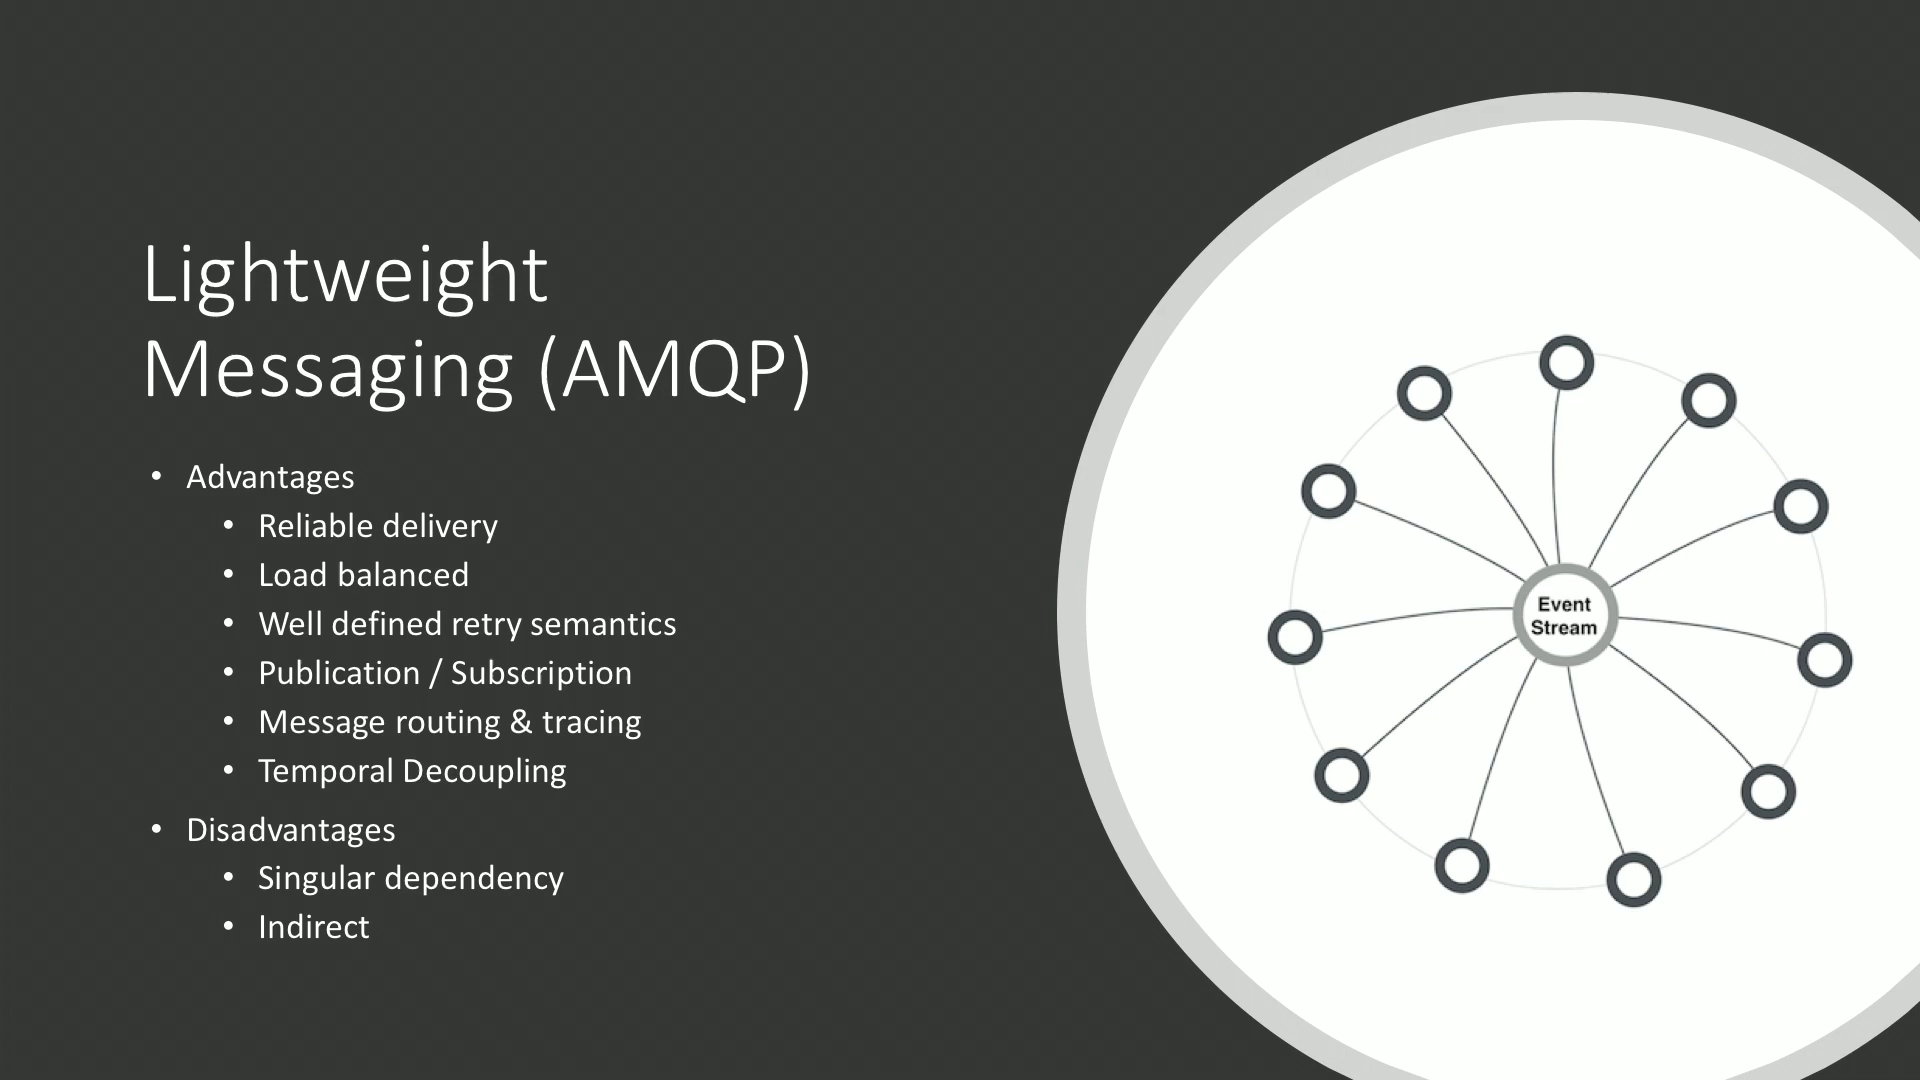 Lightweight
Messaging (AMQP)
• Advantages
• Reliable delivery
• Load balanced
• Well defined retry semantics
• Publication / Subscription
• Message routing & tracing
• Temporal Decoupling
• Disadvantages
• Singular dependency
• Indirect
Event
Stream